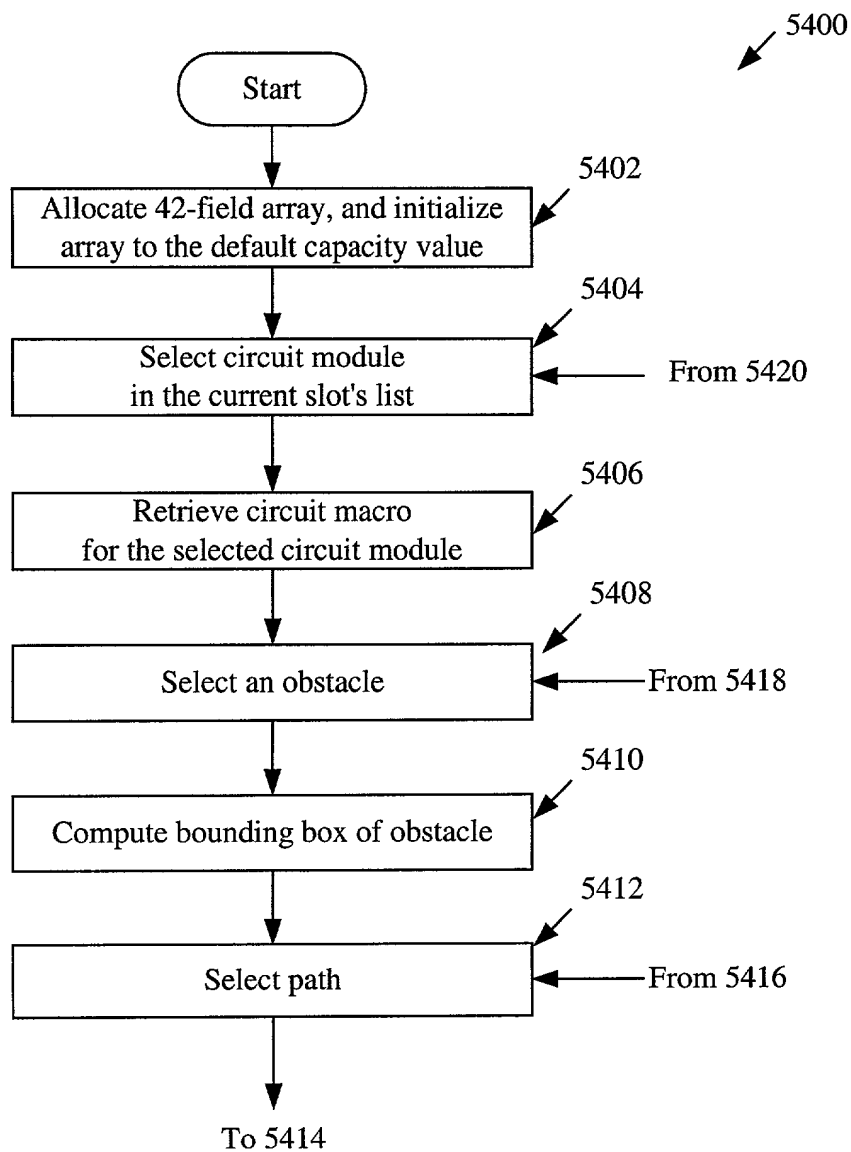 5400
Start
5402
Allocate 42-field array, and initialize
array to the default capacity value
5404
Select circuit module
in the current slot's list
From 5420
5406
Retrieve circuit macro
for the selected circuit module
5408
Select an obstacle
From 5418
5410
Compute bounding box of obstacle
5412
Select path
From 5416
To 5414